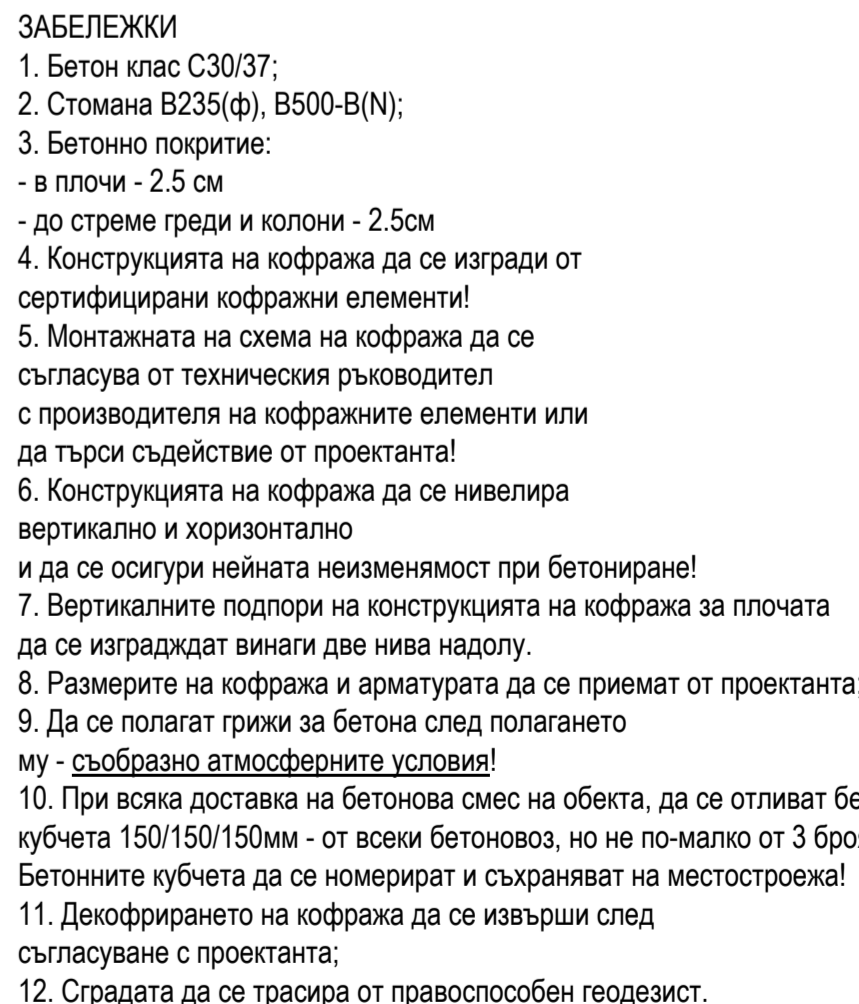 ЗАБЕЛЕЖКИ
1. Бетон клас C30/37;
2. Стомана B235(ф), B500-B(N);
3. Бетонно покритие:
- в плочи - 2.5 см
- до стреме греди и колони - 2.5см
4. Конструкцията на кофража да се изгради от
сертифицирани кофражни елементи!
5. Монтажната на схема на кофража да се
съгласува от техническия ръководител
с производителя на кофражните елементи или
да търси съдействие от проектанта!
6. Конструкцията на кофража да се нивелира
вертикално и хоризонтално
и да се осигури нейната неизменямост при бетониране!
7. Вертикалните подпори на конструкцията на кофража за плочата
да се изгражддат винаги две нива надолу.
8. Размерите на кофража и арматурата да се приемат от проектанта;
9. Да се полагат грижи за бетона след полагането
му - съобразно атмосферните условия!
10. При всяка доставка на бетонова смес на обекта, да се отливат
кубчета 150/150/150мм - от всеки бетоновоз, но не по-малко от 3
Бетонните кубчета да се номерират и съхраняват на местостроежа!
11. Декофрирането на кофража да се извърши след
съгласуване с проектанта;
12. Сградата да се трасира от правоспособен геодезист.